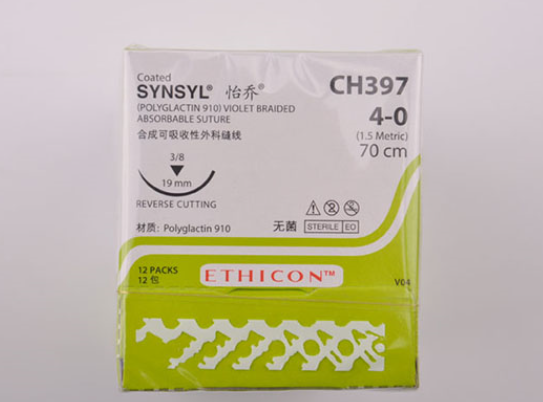 Coated
SYNSYL® 怡乔®
(POLYGLACTIN 910) VIOLET BRAIDED
ABSORBABLE SUTURE
合成可吸收性外科缝线
CH397
4-0
(1.5 Metric)
70 cm
3/8
19 mm
REVERSE CUTTING
材质: Polyglactin 910
无菌 STERILE EO
12 PACKS
12 包
ETHICON™
V04